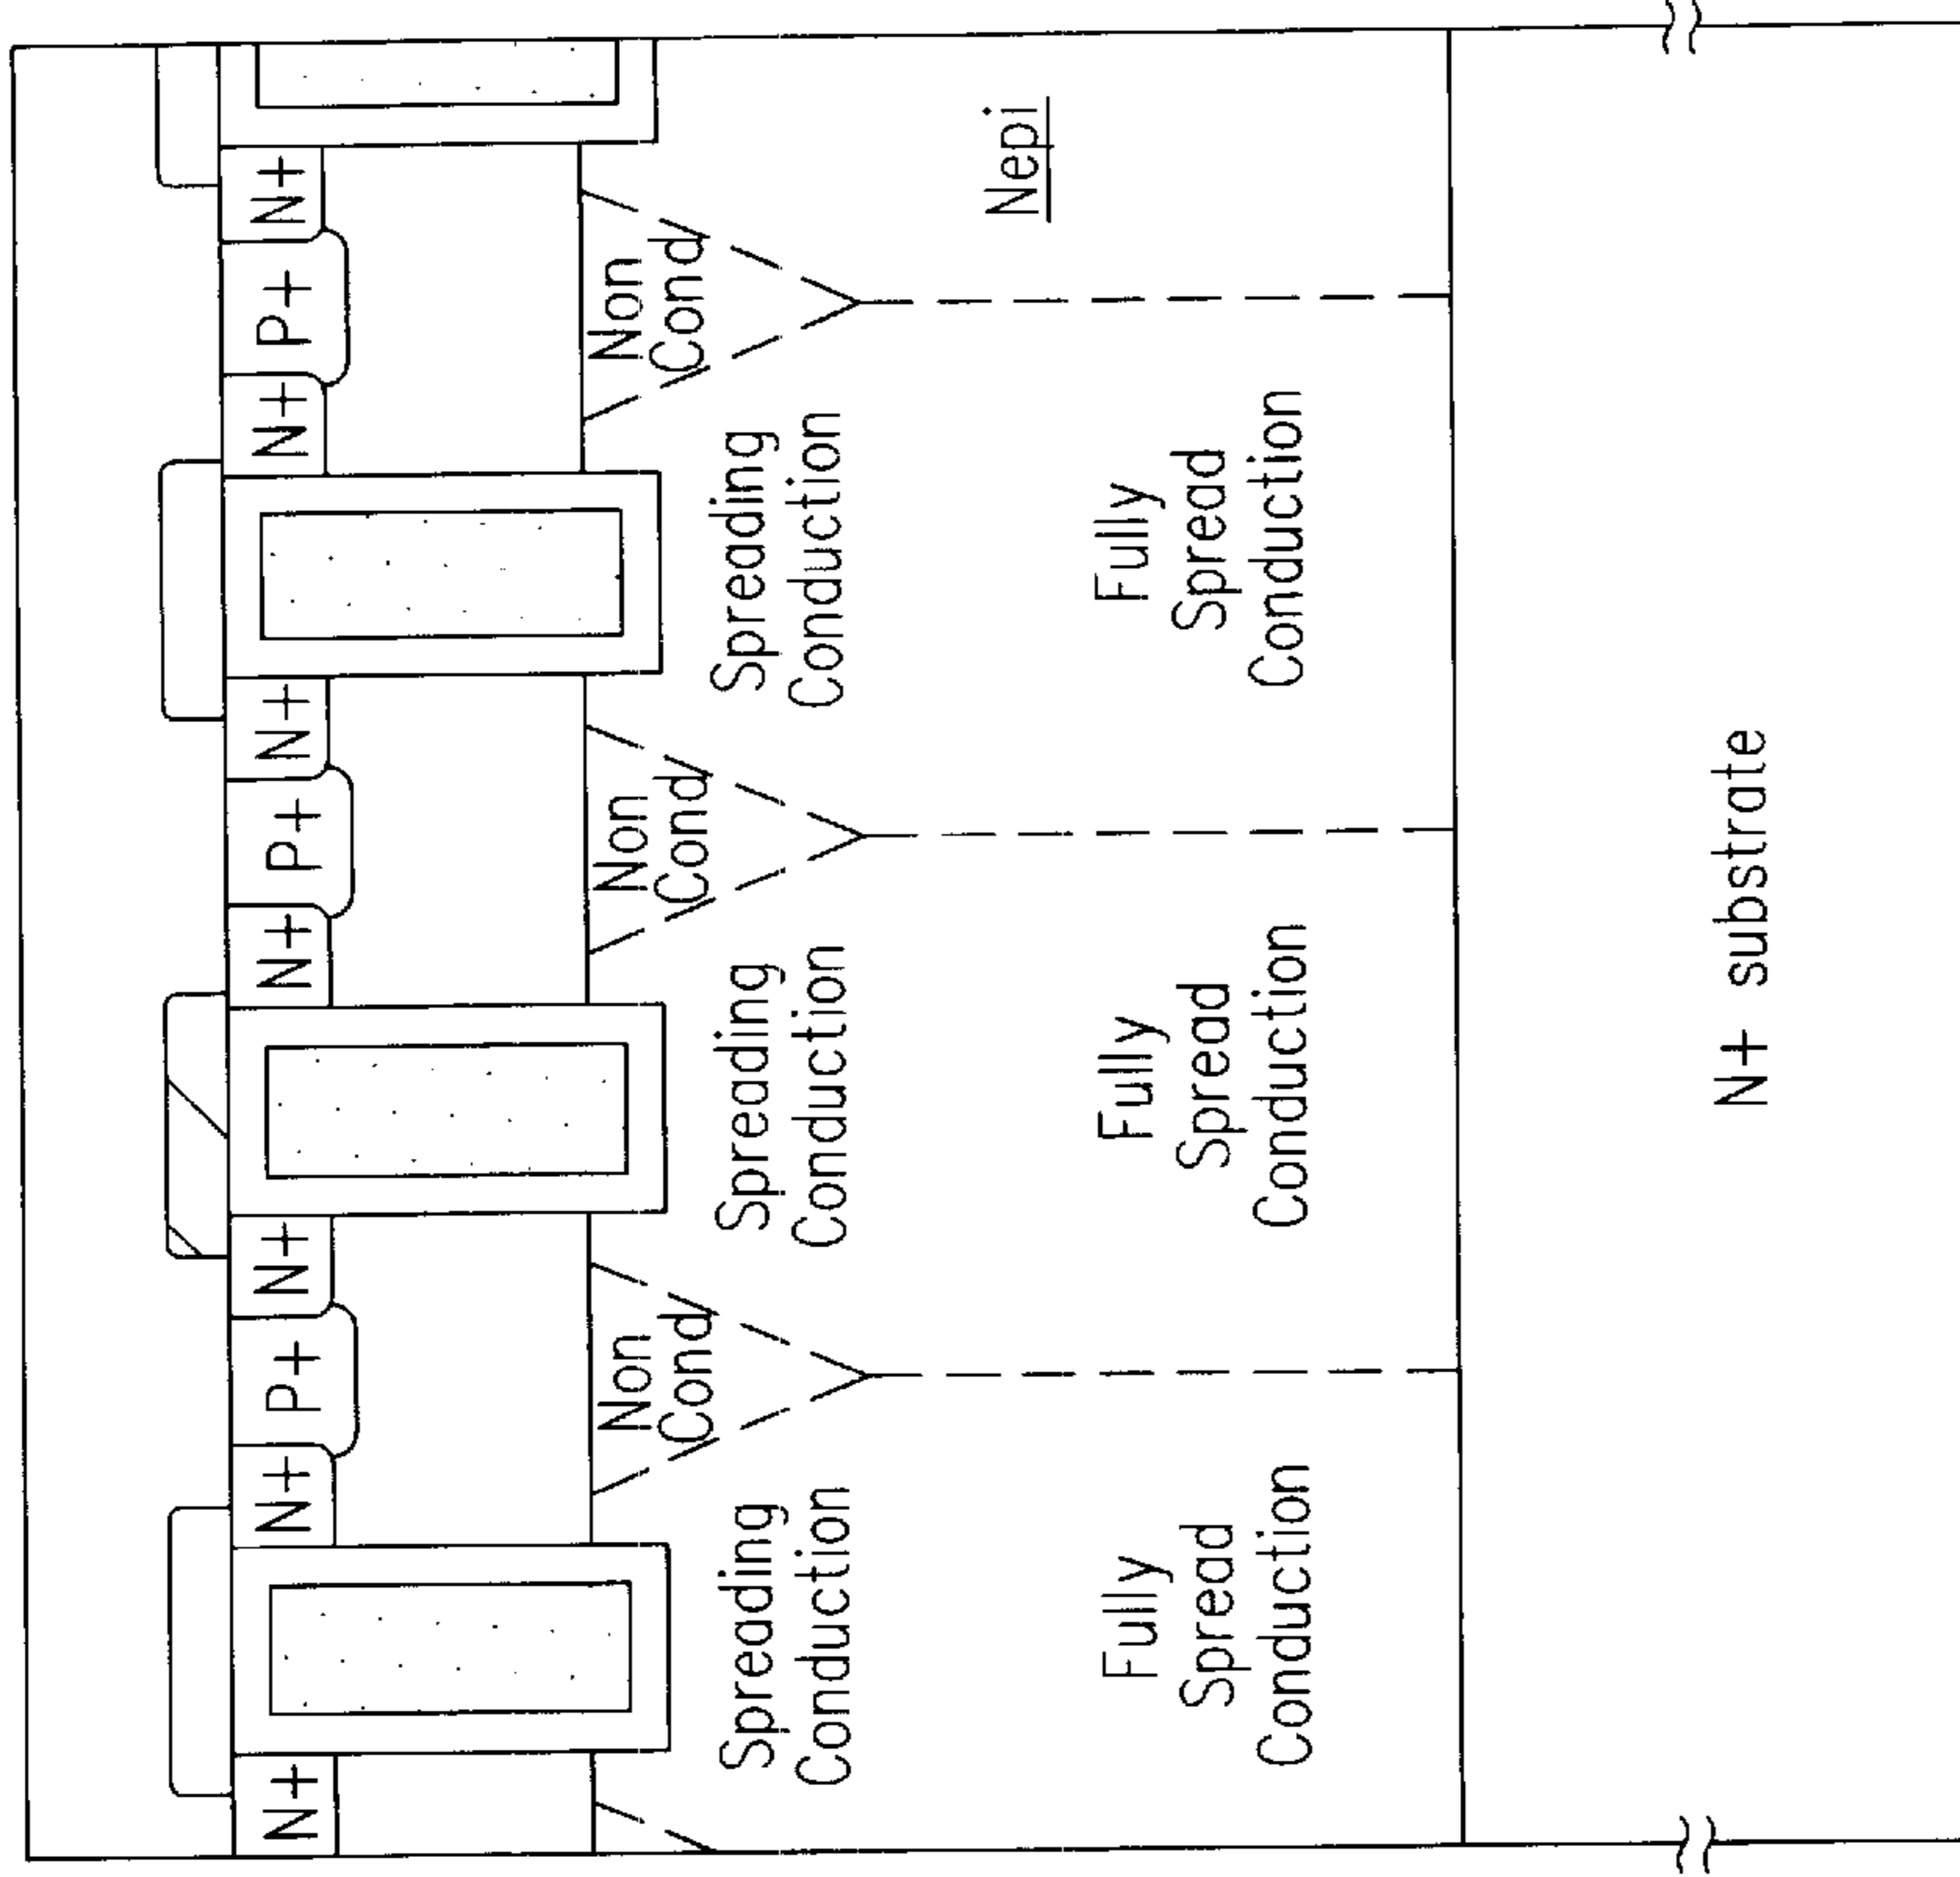 N+
N+
P+
N+
N+
P+
N+
N+
P+
N+
Non
Cond
Non
Cond
Non
Cond
Spreading
Conduction
Spreading
Conduction
Spreading
Conduction
Nepi
Fully
Spread
Conduction
Fully
Spread
Conduction
Fully
Spread
Conduction
N+ substrate